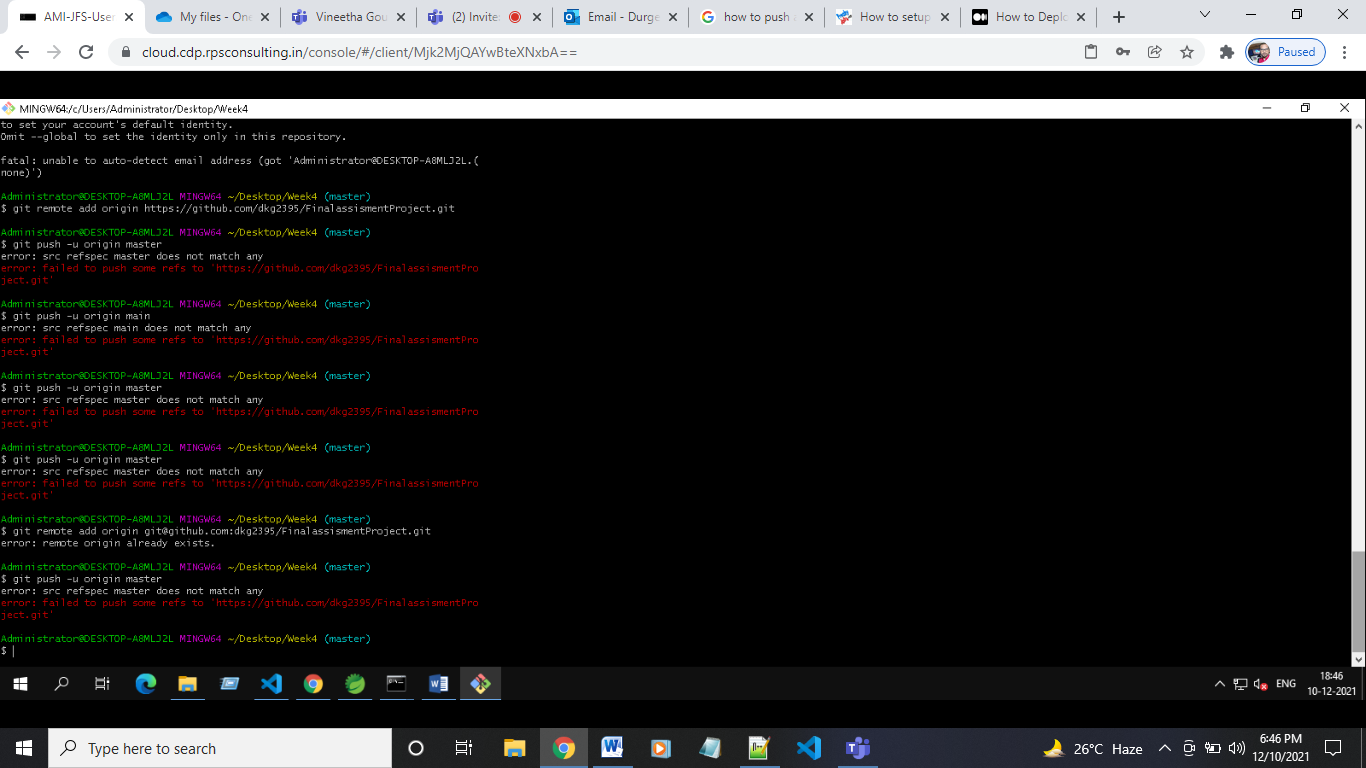 AMI-JFS-User
My files - One
Vineetha Gou
(2) Invite
Email - Durge
how to push a
How to setup
How to Deplo
cloud.cdp.rpsconsulting.in/console/#/client/Mjk2MjQAYwBteXNxbA==
Paused
MINGW64:/c/Users/Administrator/Desktop/Week4
to set your account's default identity.
Omit --global to set the identity only in this repository.
fatal: unable to auto-detect email address (got 'Administrator@DESKTOP-A8MLJ2L.(
none)')
Administrator@DESKTOP-A8MLJ2L MINGW64 ~/Desktop/Week4 (master)
$ git remote add origin https://github.com/dkg2395/FinalassismentProject.git
Administrator@DESKTOP-A8MLJ2L MINGW64 ~/Desktop/Week4 (master)
$ git push -u origin master
error: src refspec master does not match any
error: failed to push some refs to 'https://github.com/dkg2395/FinalassismentPro
ject.git'
Administrator@DESKTOP-A8MLJ2L MINGW64 ~/Desktop/Week4 (master)
$ git push -u origin main
error: src refspec main does not match any
error: failed to push some refs to 'https://github.com/dkg2395/FinalassismentPro
ject.git'
Administrator@DESKTOP-A8MLJ2L MINGW64 ~/Desktop/Week4 (master)
$ git push -u origin master
error: src refspec master does not match any
error: failed to push some refs to 'https://github.com/dkg2395/FinalassismentPro
ject.git'
Administrator@DESKTOP-A8MLJ2L MINGW64 ~/Desktop/Week4 (master)
$ git push -u origin master
error: src refspec master does not match any
error: failed to push some refs to 'https://github.com/dkg2395/FinalassismentPro
ject.git'
Administrator@DESKTOP-A8MLJ2L MINGW64 ~/Desktop/Week4 (master)
$ git remote add origin git@github.com:dkg2395/FinalassismentProject.git
error: remote origin already exists.
Administrator@DESKTOP-A8MLJ2L MINGW64 ~/Desktop/Week4 (master)
$ git push -u origin master
error: src refspec master does not match any
error: failed to push some refs to 'https://github.com/dkg2395/FinalassismentPro
ject.git'
Administrator@DESKTOP-A8MLJ2L MINGW64 ~/Desktop/Week4 (master)
$
ENG
18:46
10-12-2021
Type here to search
26°C Haze
6:46 PM
12/10/2021